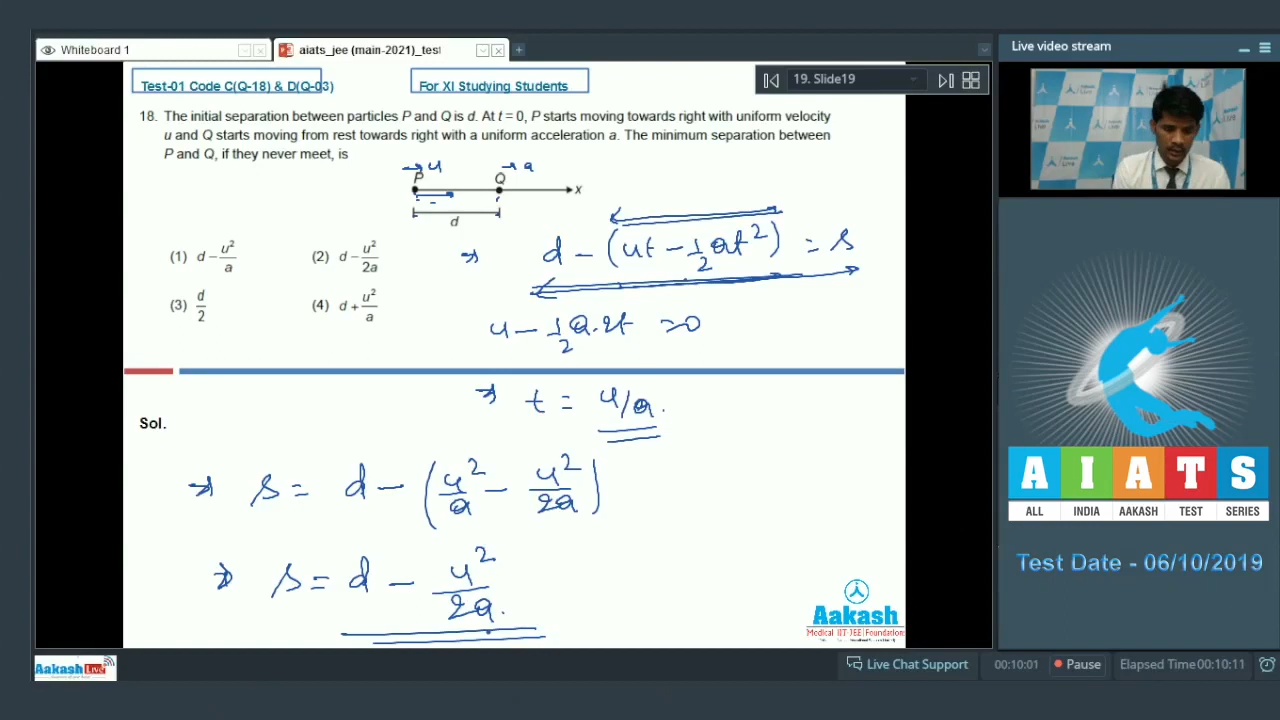 Whiteboard 1
aiats_jee (main-2021)_test
Live video stream
Test-01 Code C(Q-18) & D(Q-03)
For XI Studying Students
19. Slide19
18. The initial separation between particles P and Q is d. At t = 0, P starts moving towards right with uniform velocity
u and Q starts moving from rest towards right with a uniform acceleration a. The minimum separation between
P and Q, if they never meet, is
→ u → a
P Q
x
d
⇒ d - (ut - 1/2 at²) = s
(1) d - u²/a (2) d - u²/2a
(3) d/2 (4) d + u²/a
u - 1/2 a. 2t = 0
⇒ t = u/a.
Sol.
⇒ s = d - (u²/a - u²/2a)
⇒ s = d - u²/2a.
A I A T S
ALL INDIA AAKASH TEST SERIES
Test Date - 06/10/2019
Aakash
Medical | IIT-JEE | Foundations
Aakash Live
Live Chat Support
00:10:01
Pause
Elapsed Time 00:10:11